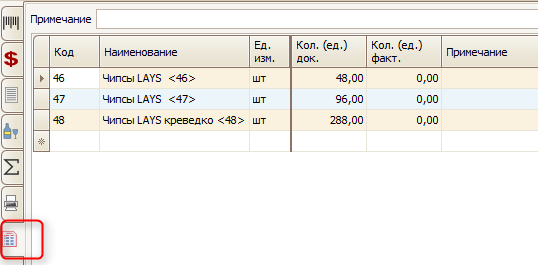 Примечание
Код Наименование Ед. изм. Кол. (ед.) док. Кол. (ед.) факт. Примечание
46 Чипсы LAYS <46> шт 48,00 0,00
47 Чипсы LAYS <47> шт 96,00 0,00
48 Чипсы LAYS креведко <48> шт 288,00 0,00